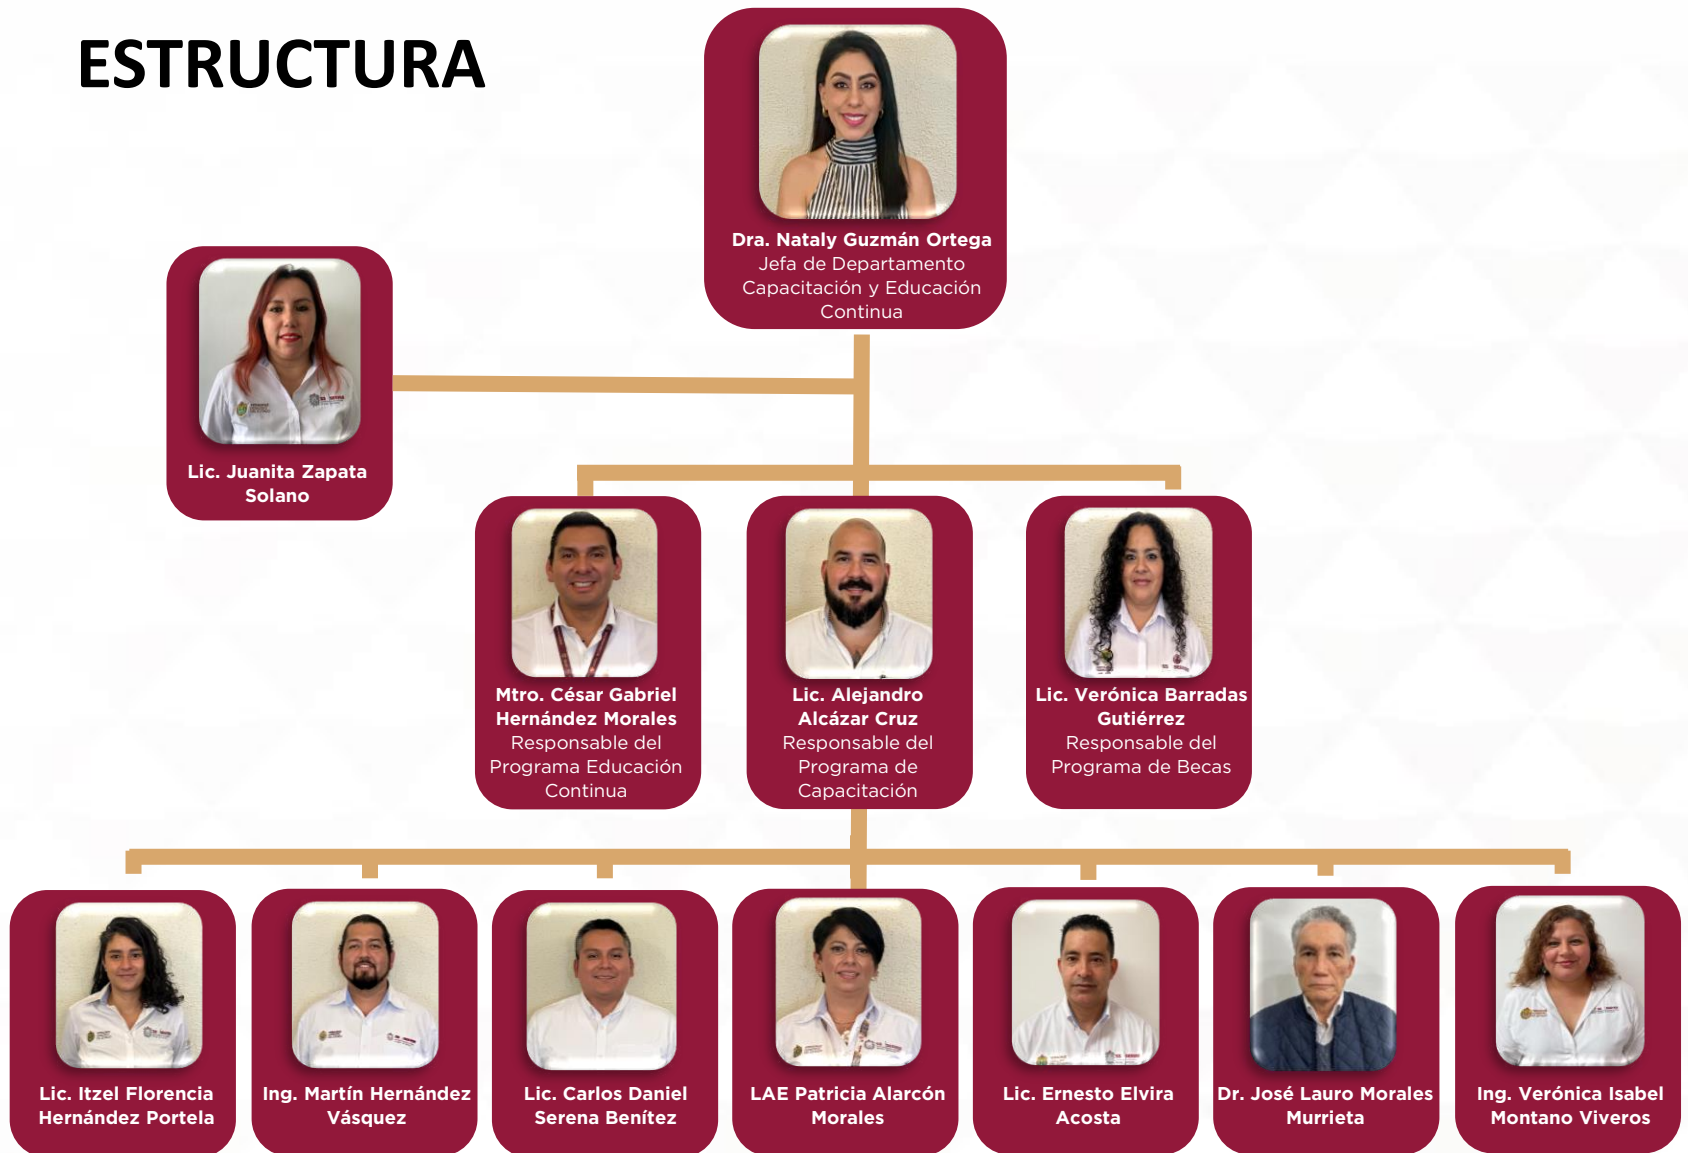 ESTRUCTURA
Dra. Nataly Guzmán Ortega
Jefa de Departamento
Capacitación y Educación
Continua
Lic. Juanita Zapata
Solano
Mtro. César Gabriel
Hernández Morales
Responsable del
Programa Educación
Continua
Lic. Alejandro
Alcázar Cruz
Responsable del
Programa de
Capacitación
Lic. Verónica Barradas
Gutiérrez
Responsable del
Programa de Becas
Lic. Itzel Florencia
Hernández Portela
Ing. Martín Hernández
Vásquez
Lic. Carlos Daniel
Serena Benítez
LAE Patricia Alarcón
Morales
Lic. Ernesto Elvira
Acosta
Dr. José Lauro Morales
Murrieta
Ing. Verónica Isabel
Montano Viveros